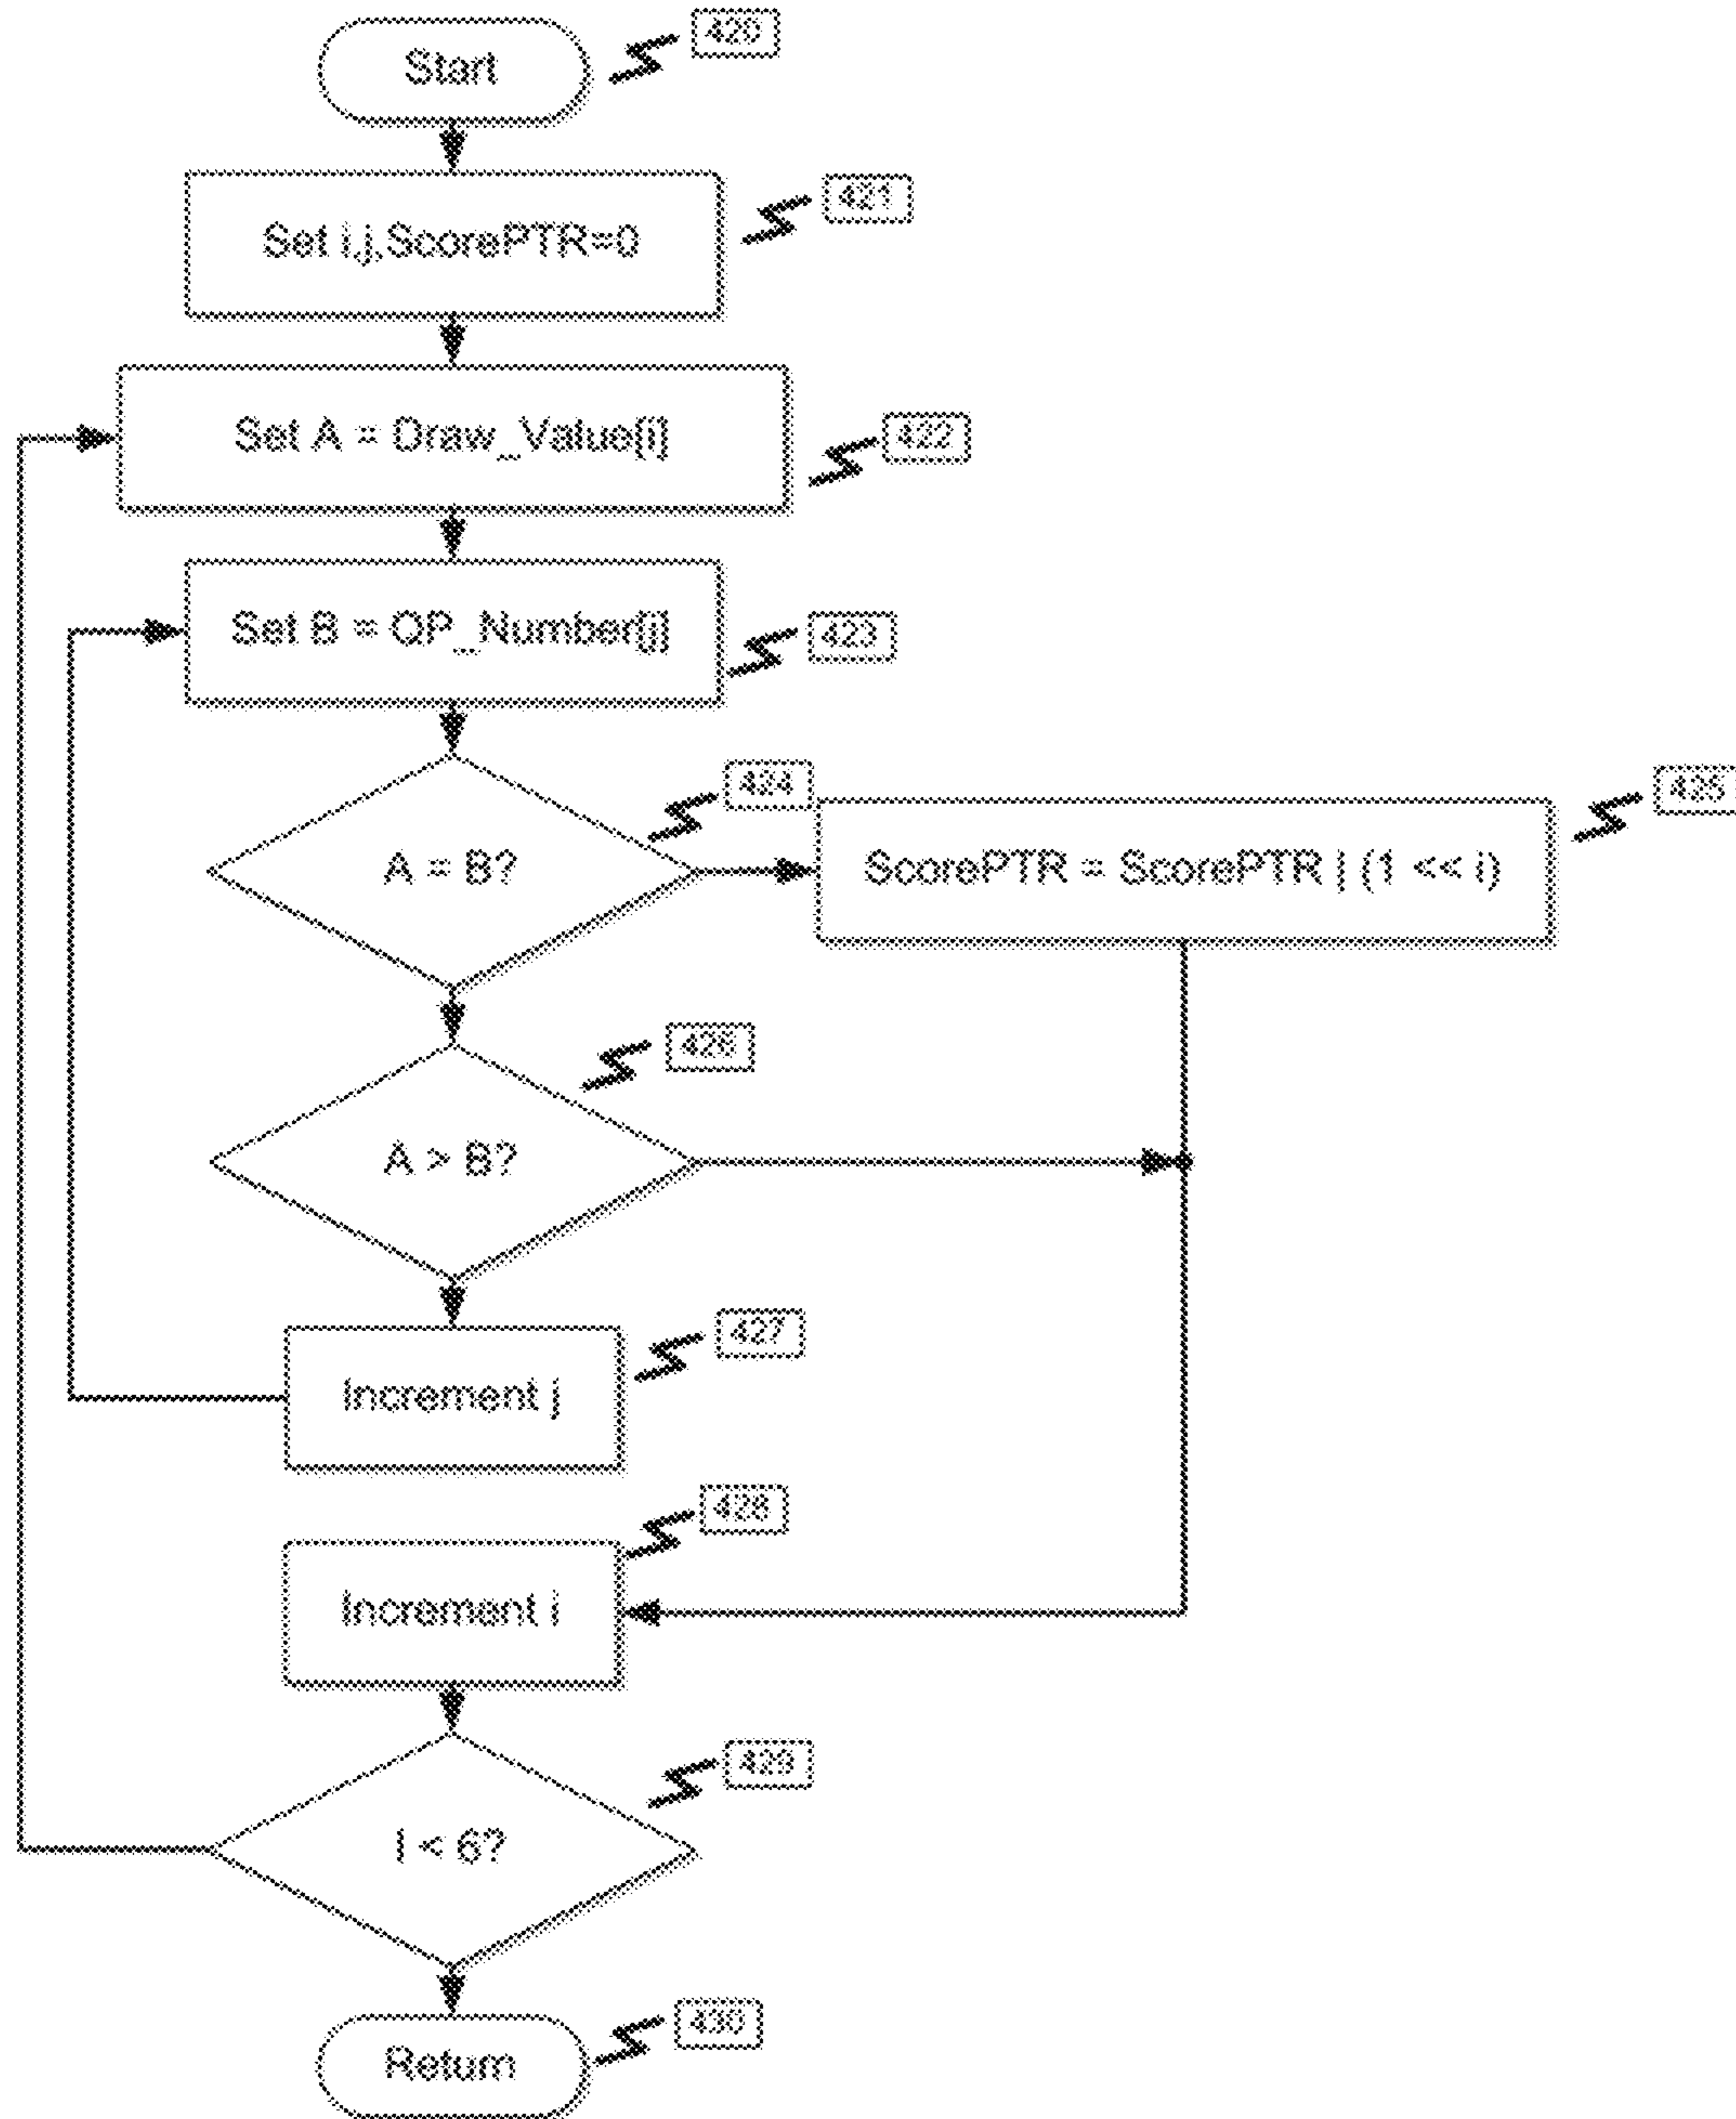 Start
420
Set i,j,ScorePTR=0
421
Set A = Draw_Value[i]
422
Set B = QP_Number[j]
423
A = B?
424
ScorePTR = ScorePTR | (1 << i)
425
A > B?
426
Increment j
427
Increment i
428
I < 6?
429
Return
430